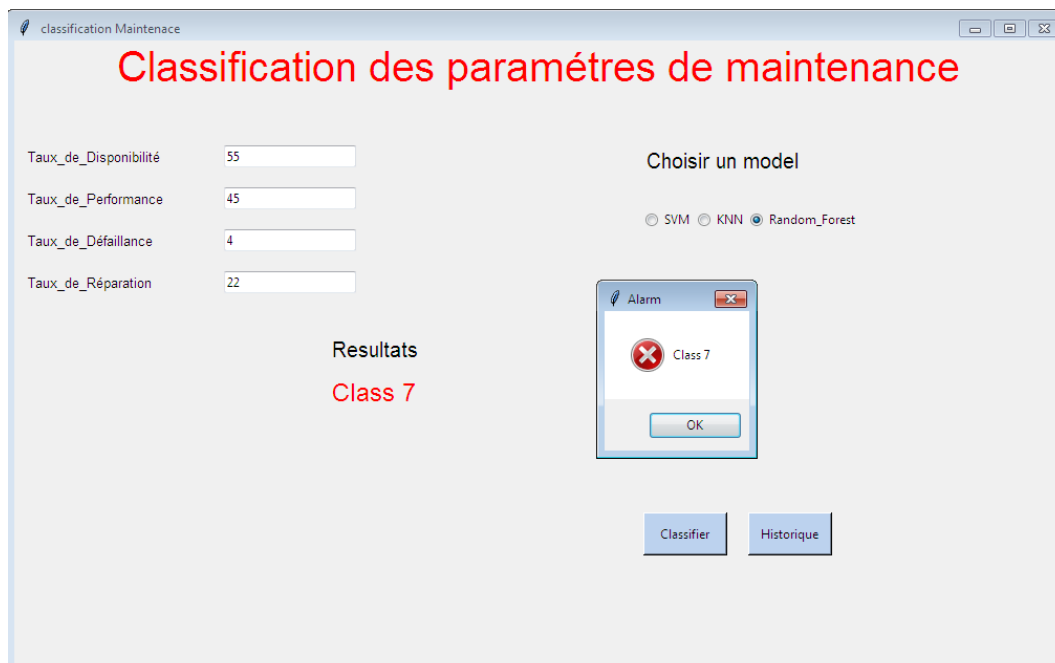 classification Maintenace
Classification des paramétres de maintenance
Taux_de_Disponibilité 55
Taux_de_Performance 45
Taux_de_Défaillance 4
Taux_de_Réparation 22
Choisir un model
SVM KNN Random_Forest
Resultats
Class 7
Alarm
Class 7
OK
Classifier Historique